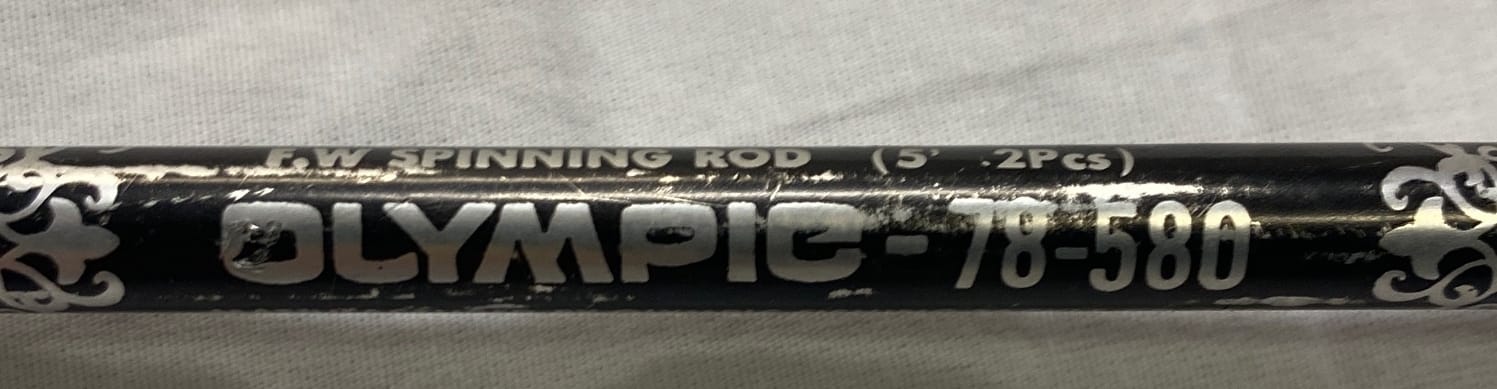 F.W SPINNING ROD (5' .2Pcs)
OLYMPIC-78-580